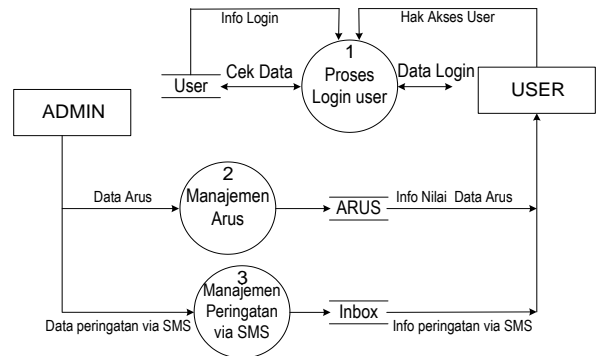 Info Login
Hak Akses User
1
Proses
Login user
User
Cek Data
Data Login
USER
ADMIN
2
Manajemen
Arus
Data Arus
ARUS
Info Nilai Data Arus
3
Manajemen
Peringatan
via SMS
Data peringatan via SMS
Inbox
Info peringatan via SMS